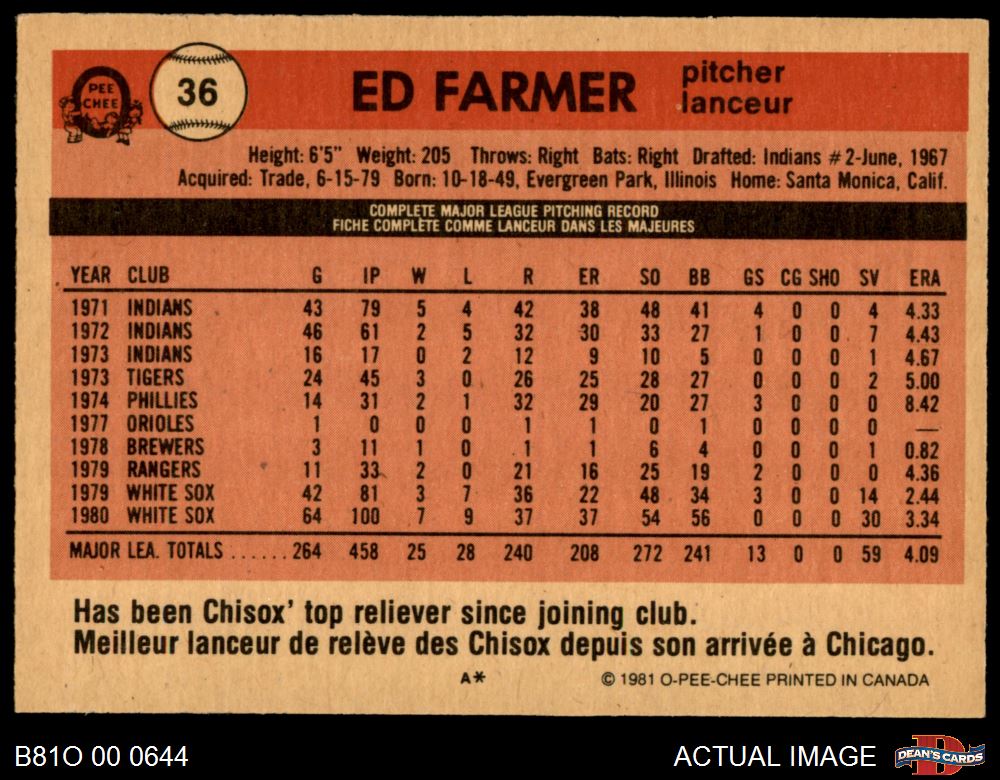 O
PEE
CHEE
36
ED FARMER
pitcher
lanceur
Height: 6'5" Weight: 205 Throws: Right Bats: Right Drafted: Indians #2-June, 1967
Acquired: Trade, 6-15-79 Born: 10-18-49, Evergreen Park, Illinois Home: Santa Monica, Calif.
COMPLETE MAJOR LEAGUE PITCHING RECORD
FICHE COMPLÈTE COMME LANCEUR DANS LES MAJEURES
YEAR CLUB G IP W L R ER SO BB GS CG SHO SV ERA
1971 INDIANS 43 79 5 4 42 38 48 41 4 0 0 4 4.33
1972 INDIANS 46 61 2 5 32 30 33 27 1 0 0 7 4.43
1973 INDIANS 16 17 0 2 12 9 10 5 0 0 0 1 4.67
1973 TIGERS 24 45 3 0 26 25 28 27 0 0 0 2 5.00
1974 PHILLIES 14 31 2 1 32 29 20 27 3 0 0 0 8.42
1977 ORIOLES 1 0 0 0 1 1 0 1 0 0 0 0 —
1978 BREWERS 3 11 1 0 1 1 6 4 0 0 0 1 0.82
1979 RANGERS 11 33 2 0 21 16 25 19 2 0 0 0 4.36
1979 WHITE SOX 42 81 3 7 36 22 48 34 3 0 0 14 2.44
1980 WHITE SOX 64 100 7 9 37 37 54 56 0 0 0 30 3.34
MAJOR LEA. TOTALS ...... 264 458 25 28 240 208 272 241 13 0 0 59 4.09
Has been Chisox' top reliever since joining club.
Meilleur lanceur de relève des Chisox depuis son arrivée à Chicago.
A* © 1981 O-PEE-CHEE PRINTED IN CANADA
B81O 00 0644
ACTUAL IMAGE
D
DEAN'S CARDS